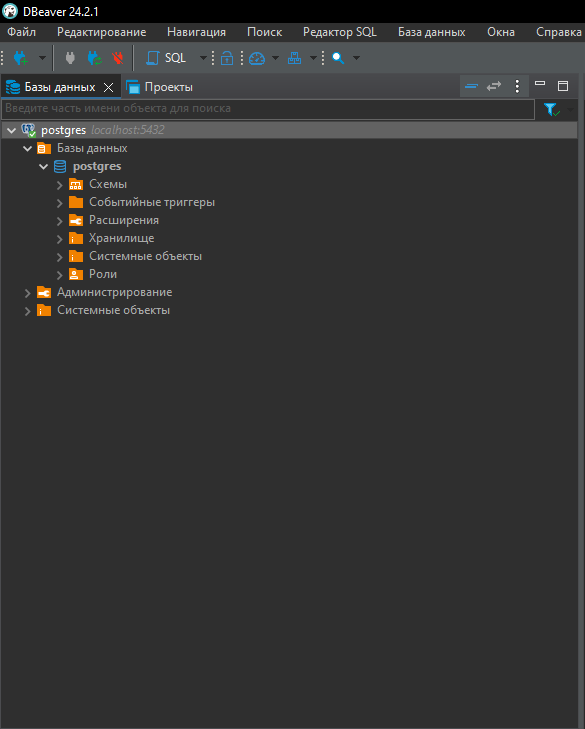 DBeaver 24.2.1
Файл Редактирование Навигация Поиск Редактор SQL База данных Окна Справка
SQL
Базы данных Проекты
Введите часть имени объекта для поиска
postgres localhost:5432
Базы данных
postgres
Схемы
Событийные триггеры
Расширения
Хранилище
Системные объекты
Роли
Администрирование
Системные объекты